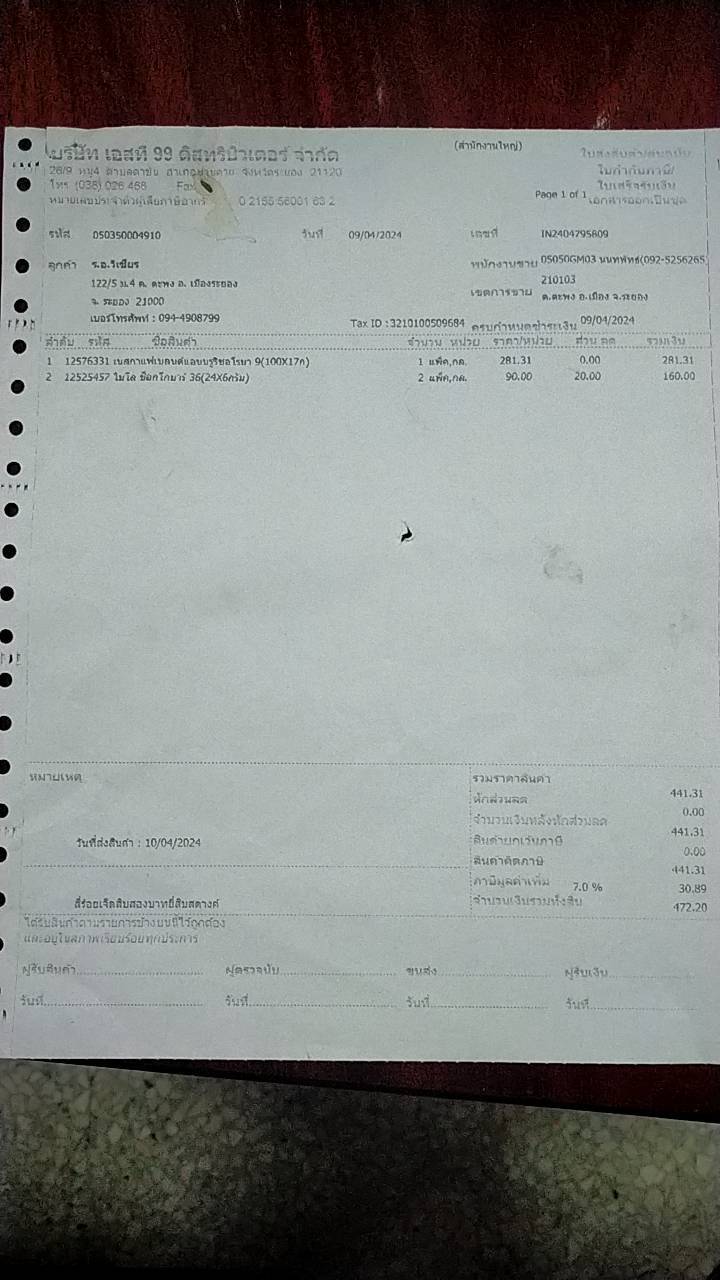 (สำนักงานใหญ่)
บริษัท เอสที 99 ดิสทริบิวเตอร์ จำกัด
ใบส่งสินค้า/ต้นฉบับ
ใบกำกับภาษี/
ใบเสร็จรับเงิน
เอกสารออกเป็นชุด
Page 1 of 1
26/9 หมู่4 ตำบลตาขัน อำเภอบ้านค่าย จังหวัดระยอง 21120
โทร (038) 026 468 Fax
หมายเลขประจำตัวผู้เสียภาษีอากร
รหัส 050350004910 วันที่ 09/04/2024 เลขที่ IN2404795809
ลูกค้า ร.อ.วิเชียร
พนักงานขาย 05050GM03 นนทพัทธ์(092-5256265
122/5 ม.4 ต. ตะพง อ. เมืองระยอง
210103
จ. ระยอง 21000
เขตการขาย ต.ตะพง อ.เมือง จ.ระยอง
เบอร์โทรศัพท์ : 094-4908799 Tax ID :3210100509684 ครบกำหนดชำระเงิน 09/04/2024
ลำดับ รหัส ชื่อสินค้า จำนวน หน่วย ราคา/หน่วย ส่วน ลด รวมเงิน
1 12576331 เนสกาแฟเบลนด์แอนบรูริชอโรมา 9(100X17ก) 1 แพ็ค,กล. 281.31 0.00 281.31
2 12525457 ไมโล ช็อกโกบาร์ 36(24X6กรัม) 2 แพ็ค,กล. 90.00 20.00 160.00
หมายเหตุ
รวมราคาสินค้า 441.31
หักส่วนลด 0.00
จำนวนเงินหลังหักส่วนลด 441.31
สินค้ายกเว้นภาษี 0.00
สินค้าคิดภาษี 441.31
ภาษีมูลค่าเพิ่ม 7.0 % 30.89
จำนวนเงินรวมทั้งสิ้น 472.20
วันที่ส่งสินค้า : 10/04/2024
สี่ร้อยเจ็ดสิบสองบาทยี่สิบสตางค์
ได้รับสินค้าตามรายการข้างบนนี้ไว้ถูกต้อง
และอยู่ในสภาพเรียบร้อยทุกประการ
ผู้รับสินค้า ผู้ตรวจนับ ขนส่ง ผู้รับเงิน
วันที่ วันที่ วันที่ วันที่